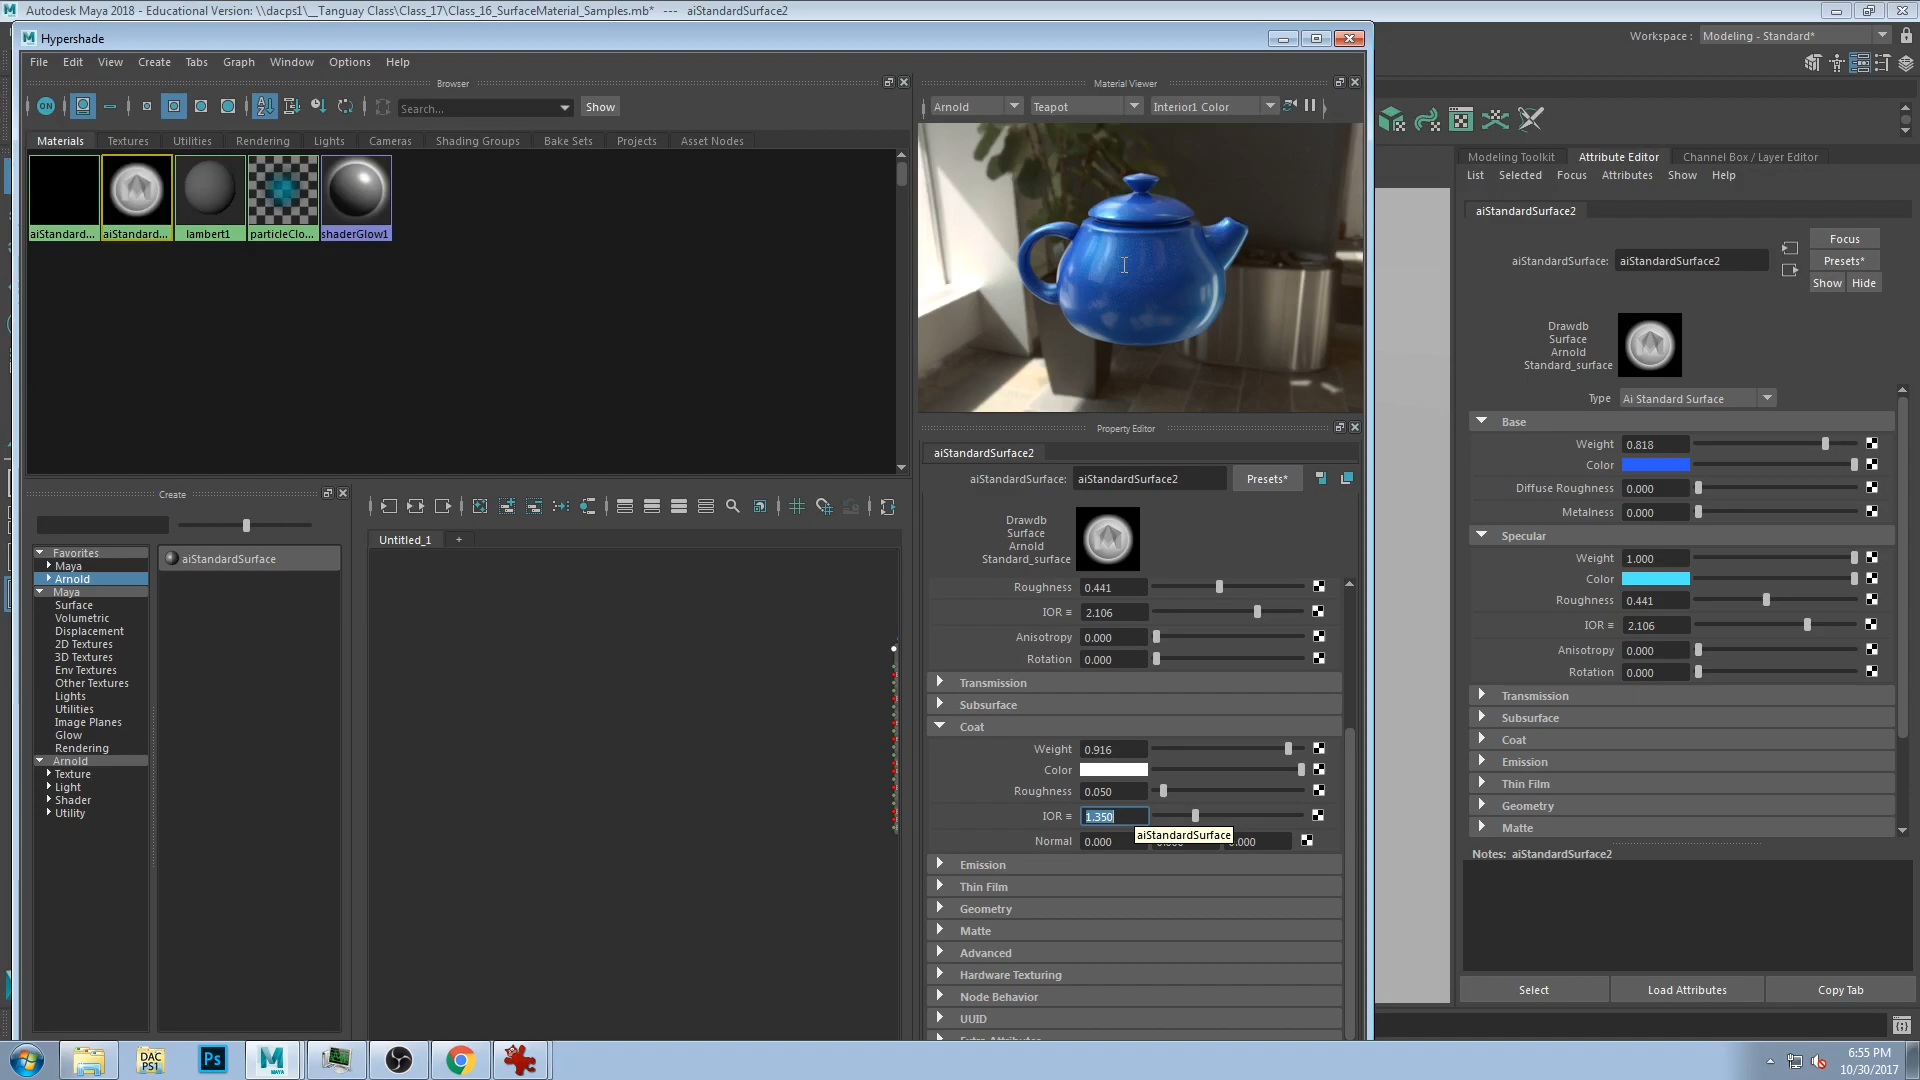 Autodesk Maya 2018 - Educational Version: \\dacps1\__Tanguay Class\Class_17\Class_16_SurfaceMaterial_Samples.mb* --- aiStandardSurface2
Workspace : Modeling - Standard*
Hypershade
File Edit View Create Tabs Graph Window Options Help
Browser
ON Search... Show
Materials Textures Utilities Rendering Lights Cameras Shading Groups Bake Sets Projects Asset Nodes
aiStandard... aiStandard... lambert1 particleClo... shaderGlow1
Material Viewer
Arnold Teapot Interior1 Color
Property Editor
aiStandardSurface2
aiStandardSurface: aiStandardSurface2 Presets*
Drawdb
Surface
Arnold
Standard_surface
Roughness 0.441
IOR 2.106
Anisotropy 0.000
Rotation 0.000
Transmission
Subsurface
Coat
Weight 0.916
Color
Roughness 0.050
IOR 1.350
aiStandardSurface
Normal 0.000
Emission
Thin Film
Geometry
Matte
Advanced
Hardware Texturing
Node Behavior
UUID
Create
Favorites
Maya
Arnold
Maya
Surface
Volumetric
Displacement
2D Textures
3D Textures
Env Textures
Other Textures
Lights
Utilities
Image Planes
Glow
Rendering
Arnold
Texture
Light
Shader
Utility
aiStandardSurface
Untitled_1 +
Modeling Toolkit Attribute Editor Channel Box / Layer Editor
List Selected Focus Attributes Show Help
aiStandardSurface2
Focus
aiStandardSurface: aiStandardSurface2 Presets*
Show Hide
Drawdb
Surface
Arnold
Standard_surface
Type Ai Standard Surface
Base
Weight 0.818
Color
Diffuse Roughness 0.000
Metalness 0.000
Specular
Weight 1.000
Color
Roughness 0.441
IOR 2.106
Anisotropy 0.000
Rotation 0.000
Transmission
Subsurface
Coat
Emission
Thin Film
Geometry
Matte
Notes: aiStandardSurface2
Select Load Attributes Copy Tab
DAC PS1 Ps MAYA
6:55 PM
10/30/2017